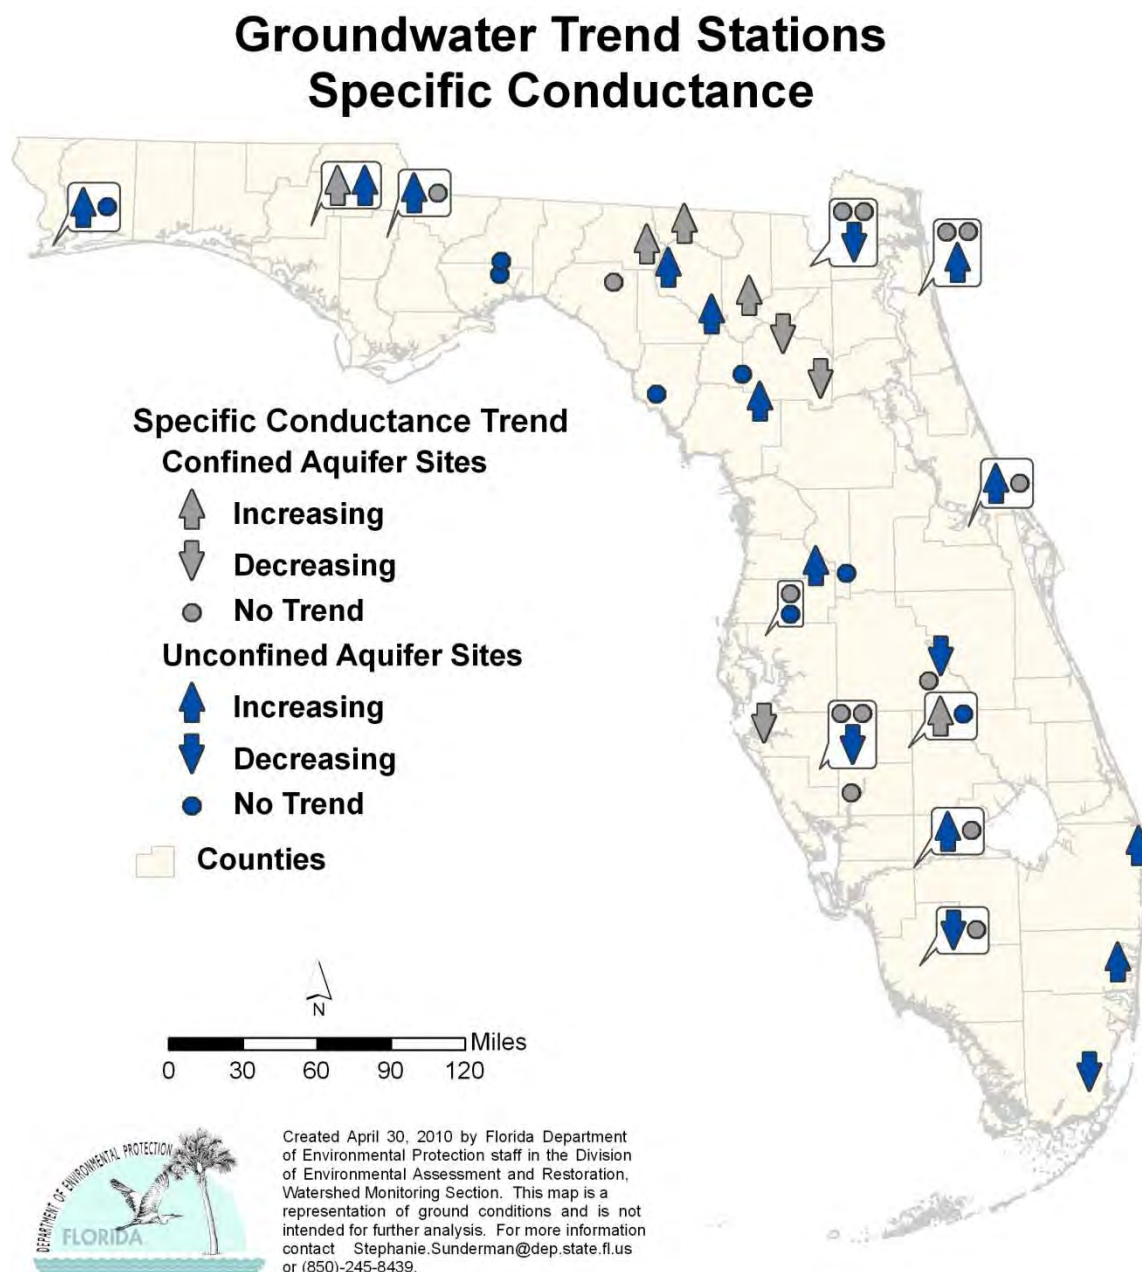 Groundwater Trend Stations
Specific Conductance
Specific Conductance Trend
Confined Aquifer Sites
Increasing
Decreasing
No Trend
Unconfined Aquifer Sites
Increasing
Decreasing
No Trend
Counties
N
Miles
0 30 60 90 120
DEPARTMENT OF ENVIRONMENTAL PROTECTION
FLORIDA
Created April 30, 2010 by Florida Department
of Environmental Protection staff in the Division
of Environmental Assessment and Restoration,
Watershed Monitoring Section. This map is a
representation of ground conditions and is not
intended for further analysis. For more information
contact Stephanie.Sunderman@dep.state.fl.us
or (850)-245-8439.